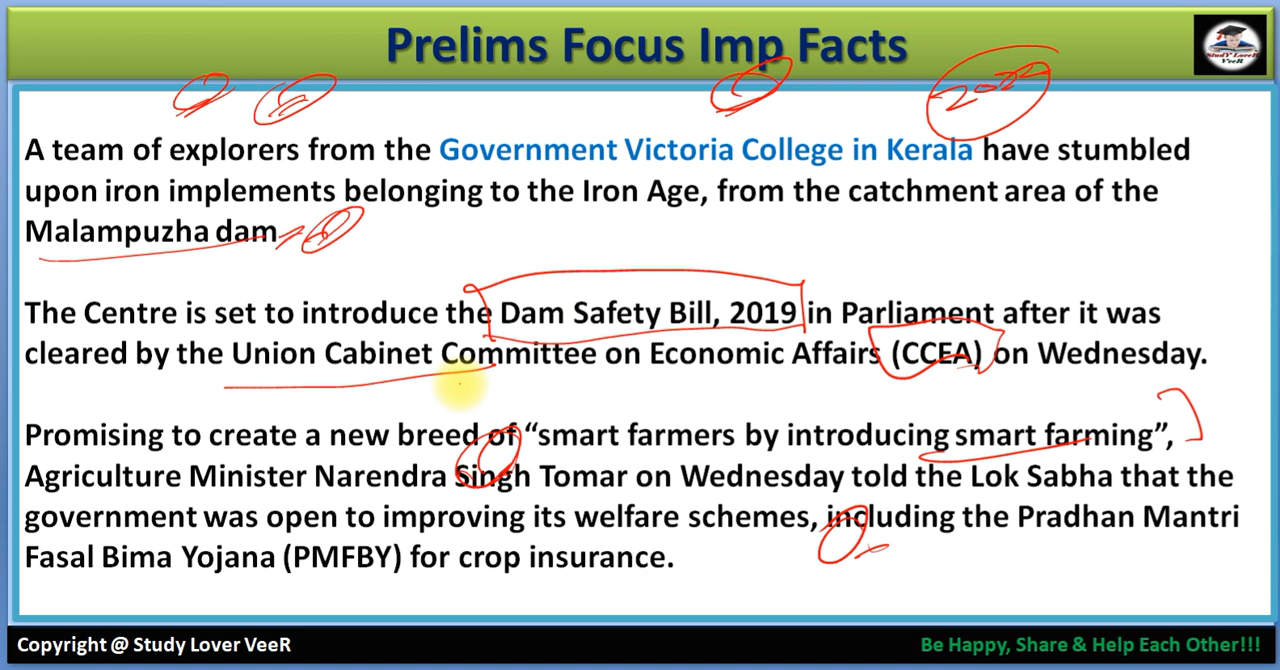 Prelims Focus Imp Facts
StudY LoveR
VeeR
2022
A team of explorers from the Government Victoria College in Kerala have stumbled
upon iron implements belonging to the Iron Age, from the catchment area of the
Malampuzha dam
The Centre is set to introduce the Dam Safety Bill, 2019 in Parliament after it was
cleared by the Union Cabinet Committee on Economic Affairs (CCEA) on Wednesday.
Promising to create a new breed of “smart farmers by introducing smart farming”,
Agriculture Minister Narendra Singh Tomar on Wednesday told the Lok Sabha that the
government was open to improving its welfare schemes, including the Pradhan Mantri
Fasal Bima Yojana (PMFBY) for crop insurance.
Copyright @ Study Lover VeeR
Be Happy, Share & Help Each Other!!!